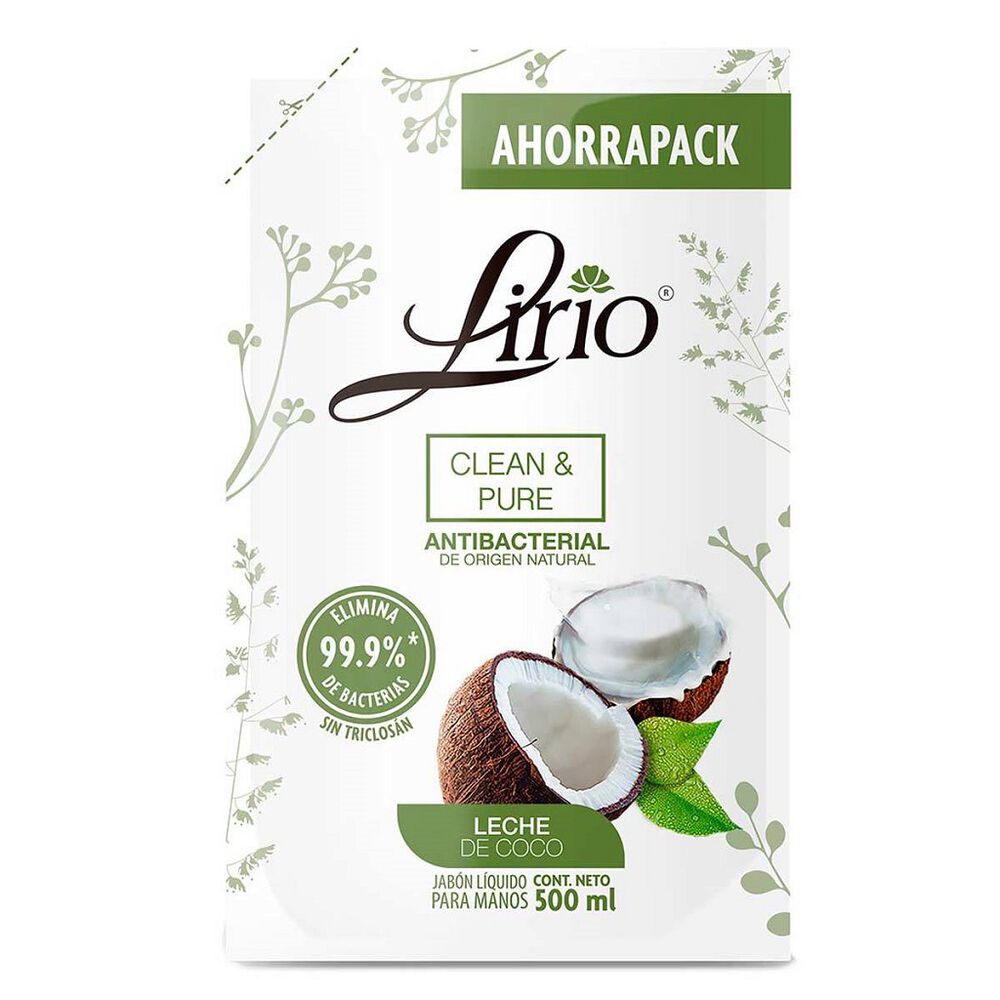 AHORRAPACK
Lirio®
CLEAN &
PURE
ANTIBACTERIAL
DE ORIGEN NATURAL
ELIMINA
99.9%*
DE BACTERIAS
SIN TRICLOSÁN
LECHE
DE COCO
JABÓN LÍQUIDO
PARA MANOS
CONT. NETO
500 ml